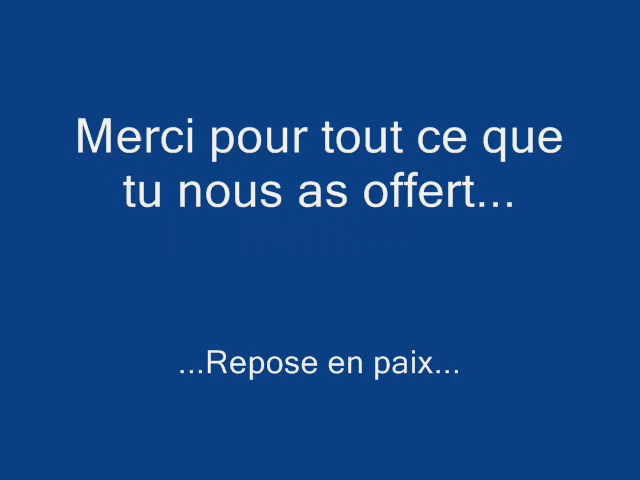 Merci pour tout ce que
tu nous as offert...
...Repose en paix...